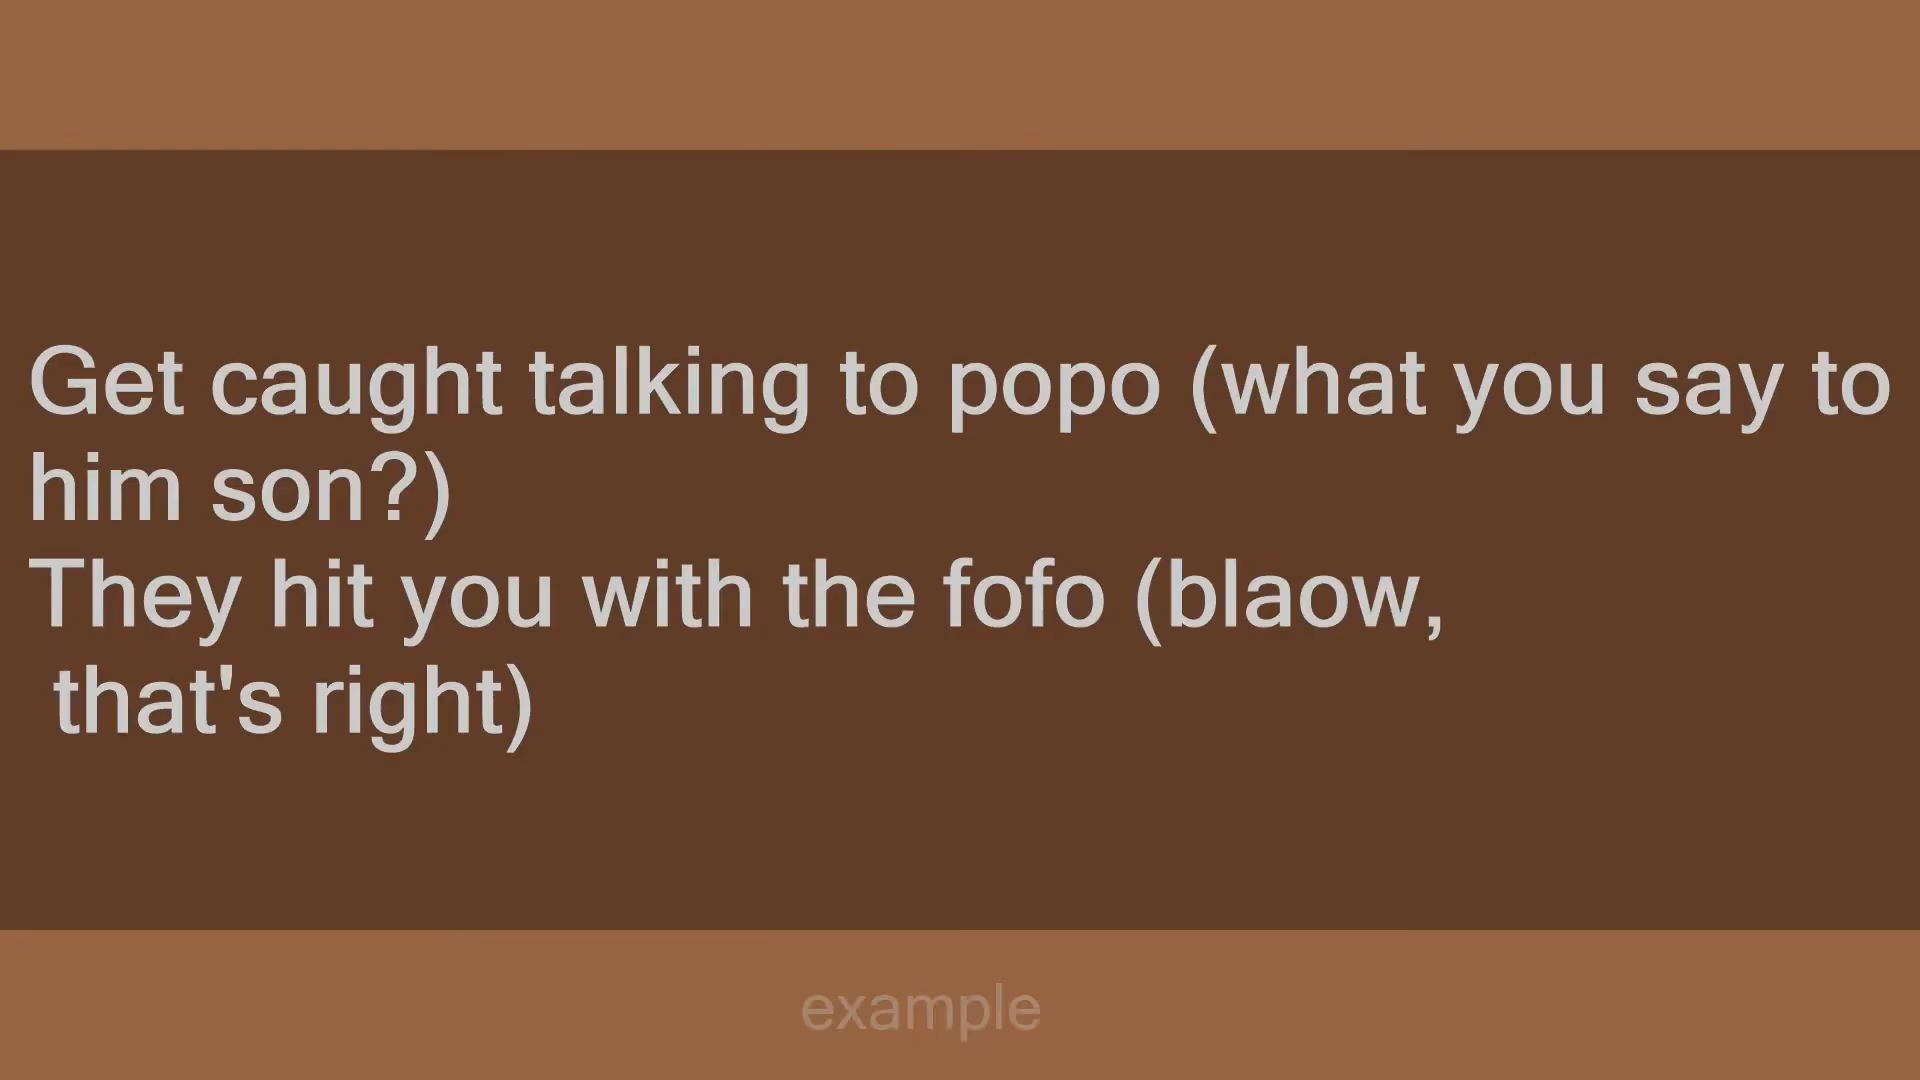 Get caught talking to popo (what you say to
him son?)
They hit you with the fofo (blaow,
that's right)
example